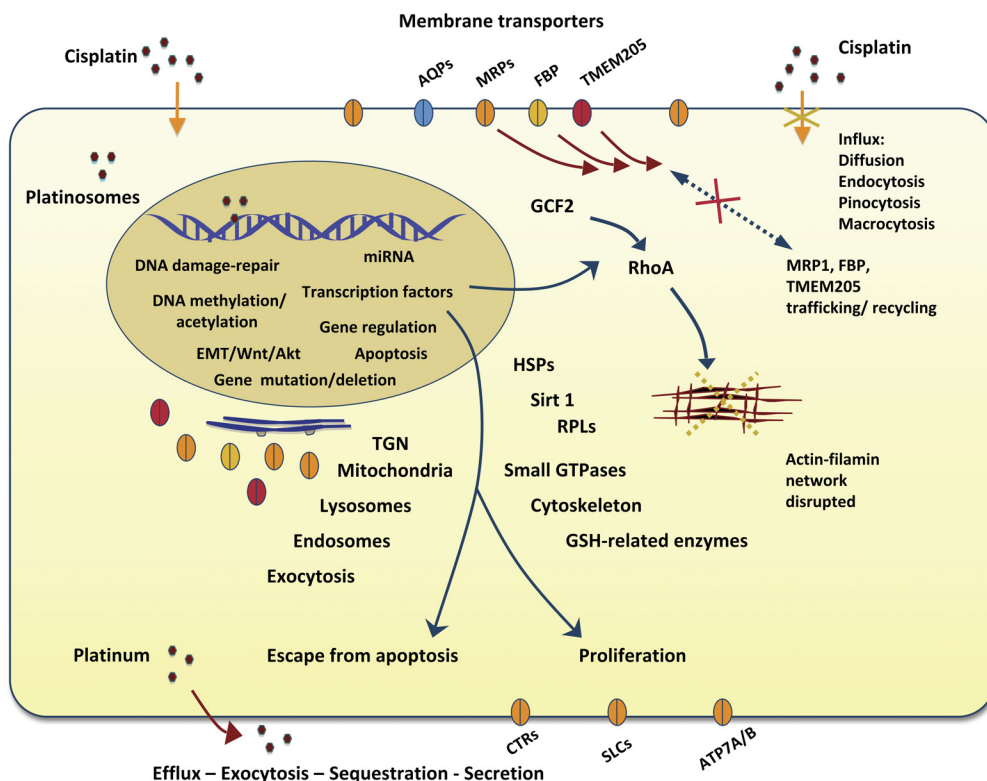 Membrane transporters
Cisplatin
AQPs
MRPs
FBP
TMEM205
Cisplatin
Influx:
Diffusion
Endocytosis
Pinocytosis
Macrocytosis
Platinosomes
GCF2
RhoA
MRP1, FBP,
TMEM205
trafficking/ recycling
DNA damage-repair
miRNA
DNA methylation/
acetylation
Transcription factors
Gene regulation
EMT/Wnt/Akt
Apoptosis
Gene mutation/deletion
HSPs
Sirt 1
RPLs
Small GTPases
Cytoskeleton
GSH-related enzymes
Actin-filamin
network
disrupted
TGN
Mitochondria
Lysosomes
Endosomes
Exocytosis
Platinum
Escape from apoptosis
Proliferation
CTRs
SLCs
ATP7A/B
Efflux – Exocytosis – Sequestration - Secretion